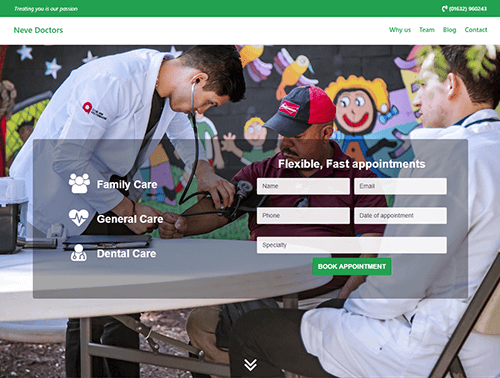 Treating you is our passion
(01632) 960243
Neve Doctors
Why us Team Blog Contact
Flexible, Fast appointments
Family Care
General Care
Dental Care
Name
Email
Phone
Date of appointment
Specialty
BOOK APPOINTMENT